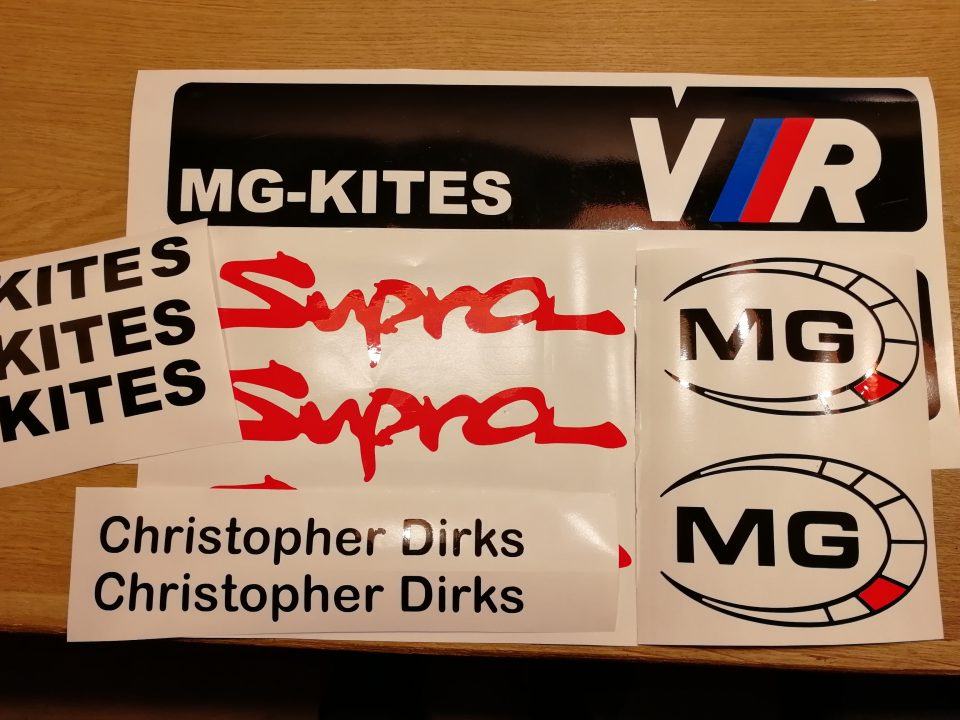 MG-KITES
V//R
KITES
KITES
KITES
Supra
Supra
MG
MG
Christopher Dirks
Christopher Dirks